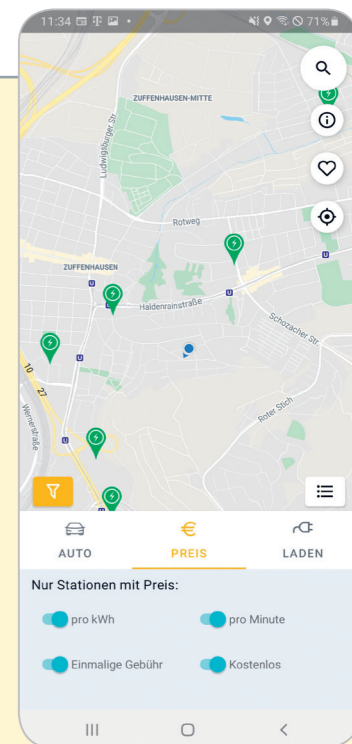 11:34
71%
ZUFFENHAUSEN-MITTE
Ludwigsburger Str.
Rotweg
ZUFFENHAUSEN
U
U
Haldenrainstraße
U
U
Schozacher Str.
U
10
27
Wernerstraße
Roter Stich
U
AUTO
€
PREIS
LADEN
Nur Stationen mit Preis:
pro kWh
pro Minute
Einmalige Gebühr
Kostenlos